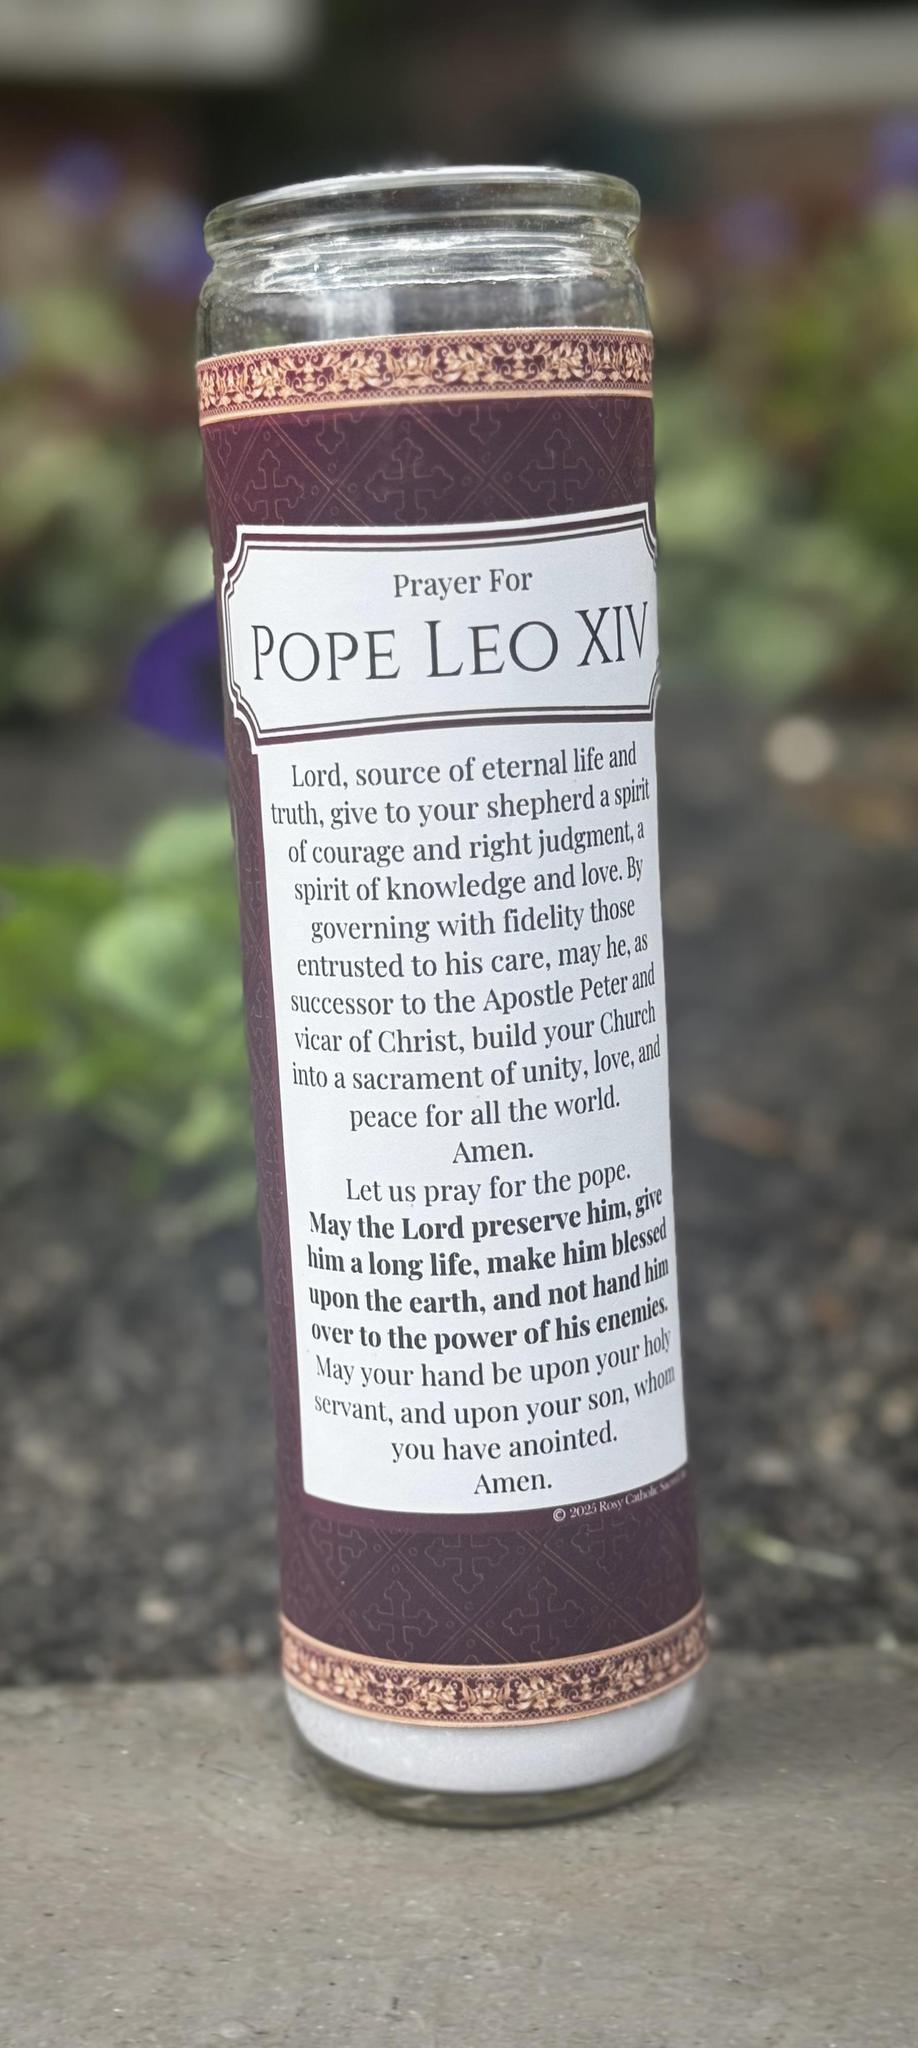 Prayer For
POPE LEO XIV
Lord, source of eternal life and
truth, give to your shepherd a spirit
of courage and right judgment, a
spirit of knowledge and love. By
governing with fidelity those
entrusted to his care, may he, as
successor to the Apostle Peter and
vicar of Christ, build your Church
into a sacrament of unity, love, and
peace for all the world.
Amen.
Let us pray for the pope.
May the Lord preserve him, give
him a long life, make him blessed
upon the earth, and not hand him
over to the power of his enemies.
May your hand be upon your holy
servant, and upon your son, whom
you have anointed.
Amen.
© 2025 Rosy Catholic